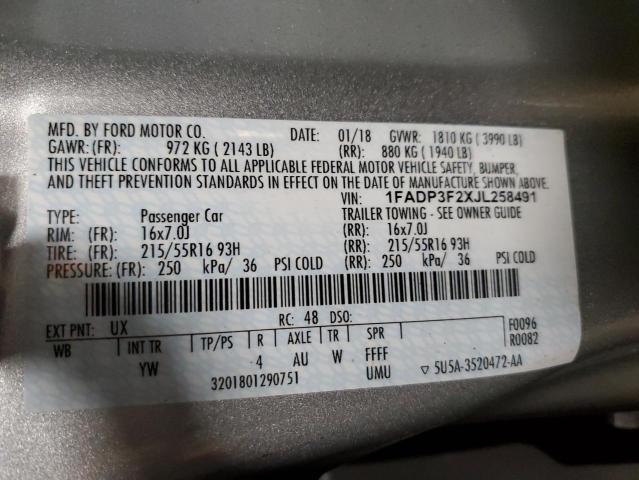 MFD. BY FORD MOTOR CO. DATE: 01/18 GVWR: 1810 KG ( 3990 LB)
GAWR: (FR): 972 KG ( 2143 LB) (RR): 880 KG ( 1940 LB)
THIS VEHICLE CONFORMS TO ALL APPLICABLE FEDERAL MOTOR VEHICLE SAFETY, BUMPER,
AND THEFT PREVENTION STANDARDS IN EFFECT ON THE DATE OF MANUFACTURE SHOWN ABOVE.
VIN: 1FADP3F2XJL258491
TYPE: Passenger Car TRAILER TOWING - SEE OWNER GUIDE
RIM: (FR): 16x7.0J (RR): 16x7.0J
TIRE: (FR): 215/55R16 93H (RR): 215/55R16 93H
PRESSURE: (FR): 250 kPa/ 36 PSI COLD (RR): 250 kPa/ 36 PSI COLD
EXT PNT: UX RC: 48 DSO: F0096
WB INT TR TP/PS R AXLE TR SPR R0082
YW 4 AU W FFFF
3201801290751 UMU ▽ 5U5A-3520472-AA